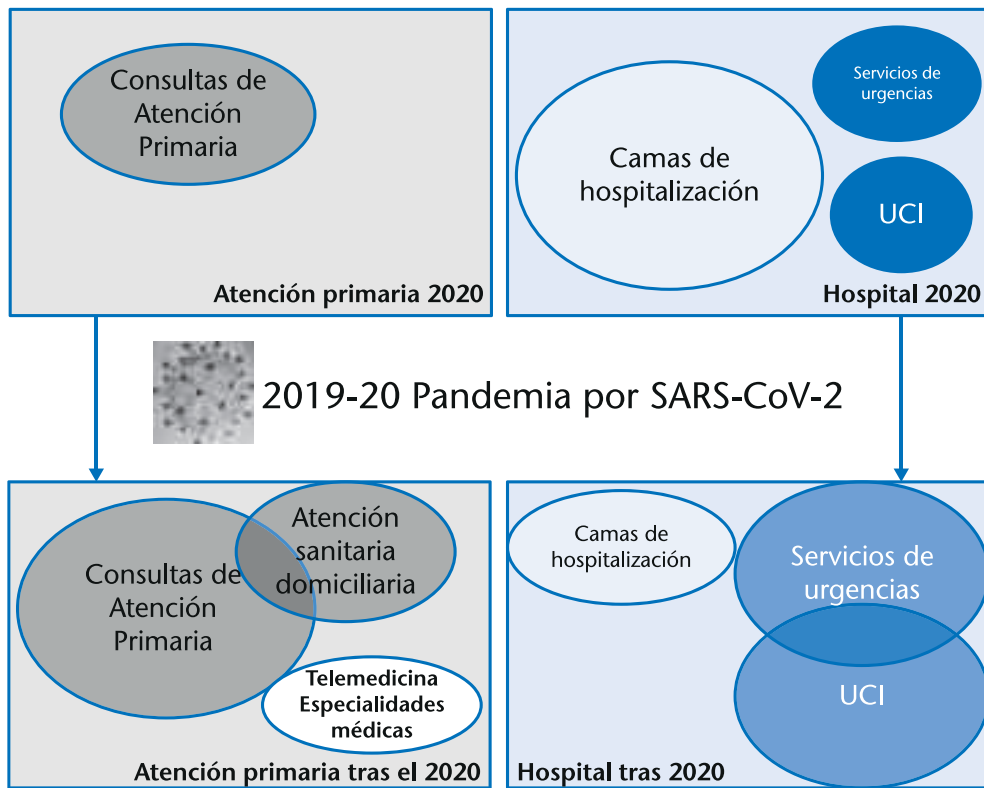 Consultas de
Atención
Primaria
Atención primaria 2020
Servicios de
urgencias
Camas de
hospitalización
UCI
Hospital 2020
2019-20 Pandemia por SARS-CoV-2
Atención
sanitaria
domiciliaria
Consultas de
Atención
Primaria
Telemedicina
Especialidades
médicas
Atención primaria tras el 2020
Camas de
hospitalización
Servicios de
urgencias
UCI
Hospital tras 2020